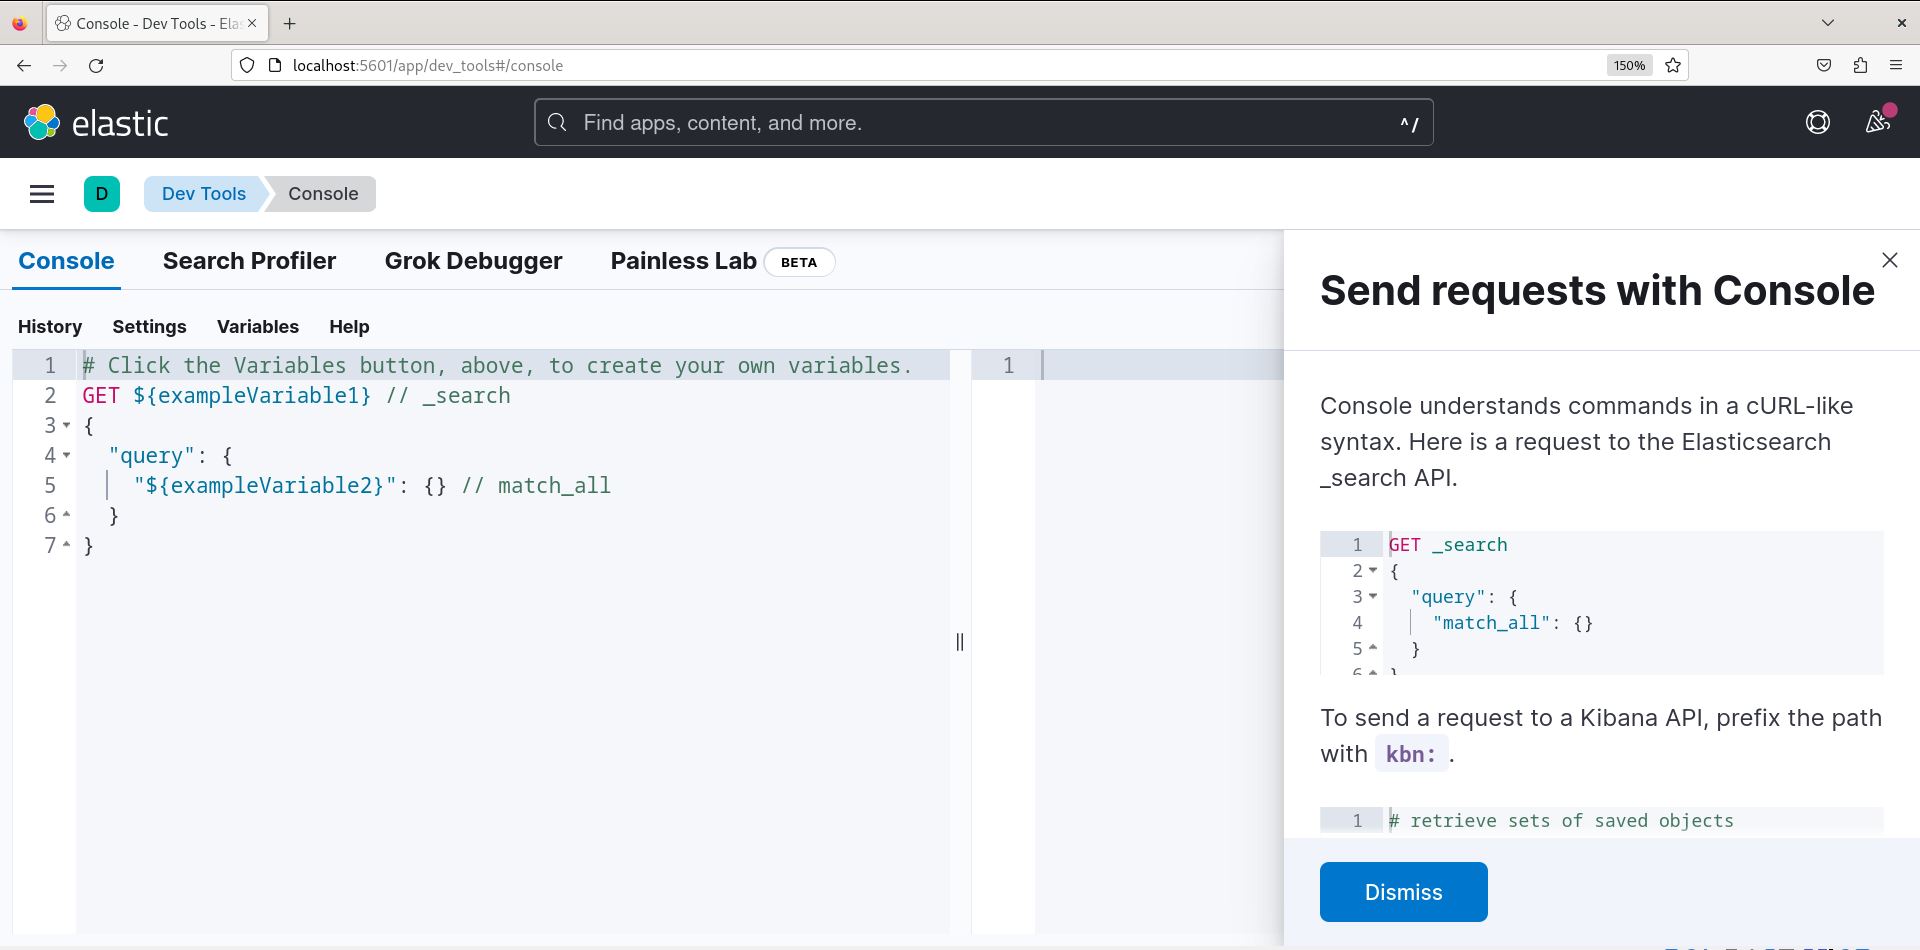 Console - Dev Tools - Ela
localhost:5601/app/dev_tools#/console
150%
elastic
Find apps, content, and more.
^/
D
Dev Tools
Console
Console
Search Profiler
Grok Debugger
Painless Lab
BETA
History
Settings
Variables
Help
1 # Click the Variables button, above, to create your own variables.
2 GET ${exampleVariable1} // _search
3 {
4 "query": {
5 "${exampleVariable2}": {} // match_all
6 }
7 }
1
Send requests with Console
Console understands commands in a cURL-like
syntax. Here is a request to the Elasticsearch
_search API.
1 GET _search
2 {
3 "query": {
4 "match_all": {}
5 }
6 }
To send a request to a Kibana API, prefix the path
with kbn: .
1 # retrieve sets of saved objects
Dismiss